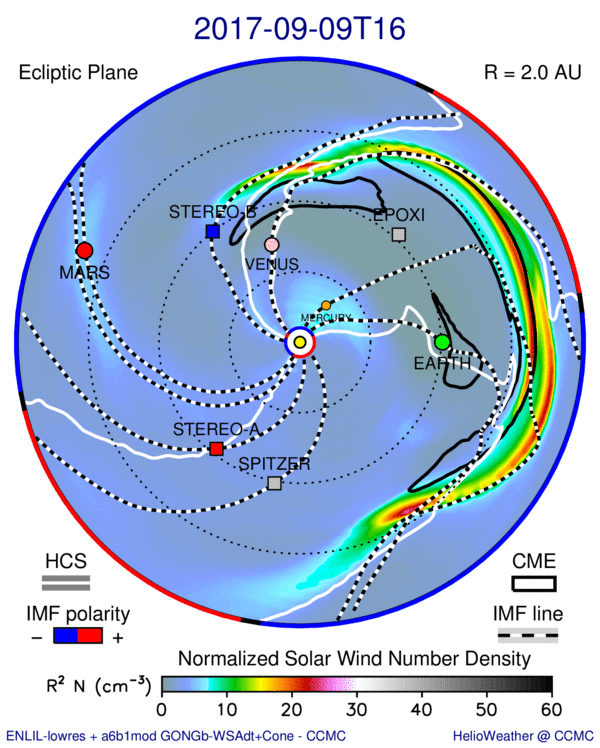 2017-09-09T16
Ecliptic Plane
R = 2.0 AU
STEREO-B
EPOXI
VENUS
MARS
MERCURY
EARTH
STEREO-A
SPITZER
HCS
CME
IMF polarity
IMF line
− +
Normalized Solar Wind Number Density
R² N (cm⁻³)
0 10 20 30 40 50 60
ENLIL-lowres + a6b1mod GONGb-WSAdt+Cone - CCMC
HelioWeather @ CCMC